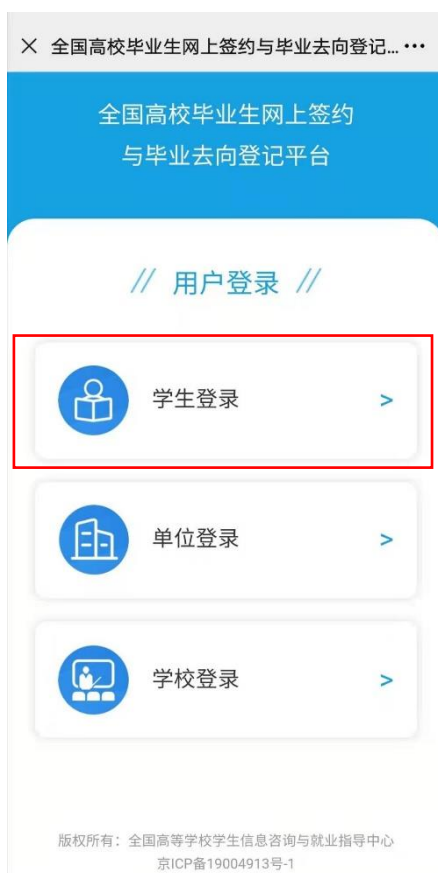 全国高校毕业生网上签约与毕业去向登记...
全国高校毕业生网上签约
与毕业去向登记平台
// 用户登录 //
学生登录 >
单位登录 >
学校登录 >
版权所有：全国高等学校学生信息咨询与就业指导中心
京ICP备19004913号-1